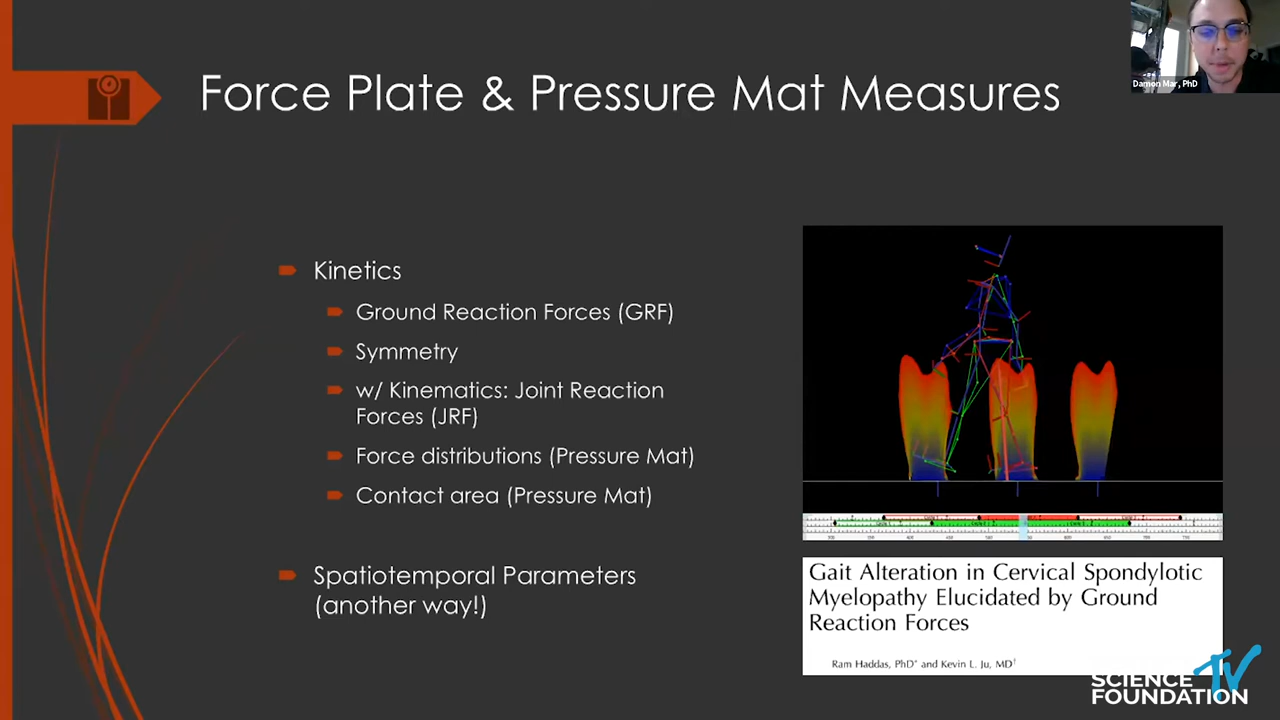 Force Plate & Pressure Mat Measures
Damon Mar, PhD
Kinetics
Ground Reaction Forces (GRF)
Symmetry
w/ Kinematics: Joint Reaction
Forces (JRF)
Force distributions (Pressure Mat)
Contact area (Pressure Mat)
Spatiotemporal Parameters
(another way!)
Gait Alteration in Cervical Spondylotic
Myelopathy Elucidated by Ground
Reaction Forces
Ram Haddas, PhD* and Kevin L. Ju, MD†
SCIENCE TV
FOUNDATION